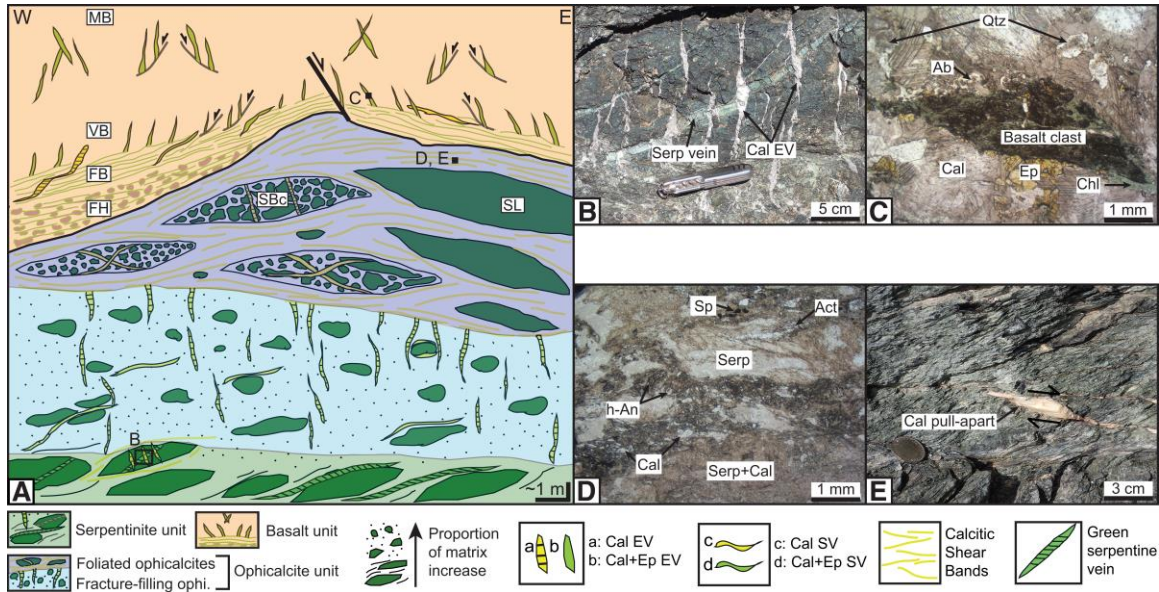 W
E
MB
C
VB
D, E
FB
SBc
SL
FH
B
A
~1 m
Serp vein
Cal EV
B
5 cm
Qtz
Ab
Basalt clast
Cal
Ep
Chl
C
1 mm
Sp
Act
Serp
h-An
Cal
Serp+Cal
D
1 mm
Cal pull-apart
E
3 cm
Serpentinite unit
Basalt unit
Foliated ophicalcites
Fracture-filling ophi.
Ophicalcite unit
Proportion
of matrix
increase
a
b
a: Cal EV
b: Cal+Ep EV
c
d
c: Cal SV
d: Cal+Ep SV
Calcitic
Shear
Bands
Green
serpentine
vein